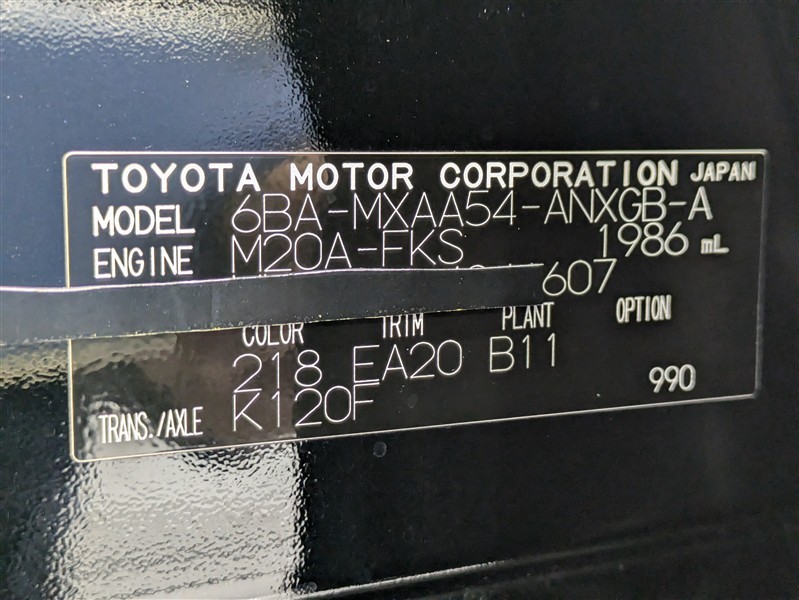 TOYOTA MOTOR CORPORATION JAPAN
MODEL 6BA-MXAA54-ANXGB-A
ENGINE M20A-FKS 1986 mL
607
COLOR TRIM PLANT OPTION
218 EA20 B11
990
TRANS./AXLE K120F